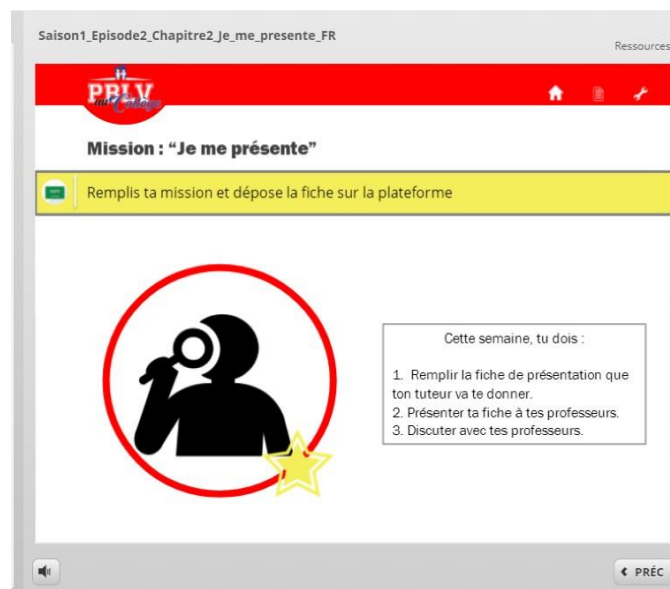 Saison1_Episode2_Chapitre2_Je_me_presente_FR
Ressources
PBLV
au Collège
Mission : “Je me présente”
Remplis ta mission et dépose la fiche sur la plateforme
Cette semaine, tu dois :
1. Remplir la fiche de présentation que
ton tuteur va te donner.
2. Présenter ta fiche à tes professeurs.
3. Discuter avec tes professeurs.
PRÉC